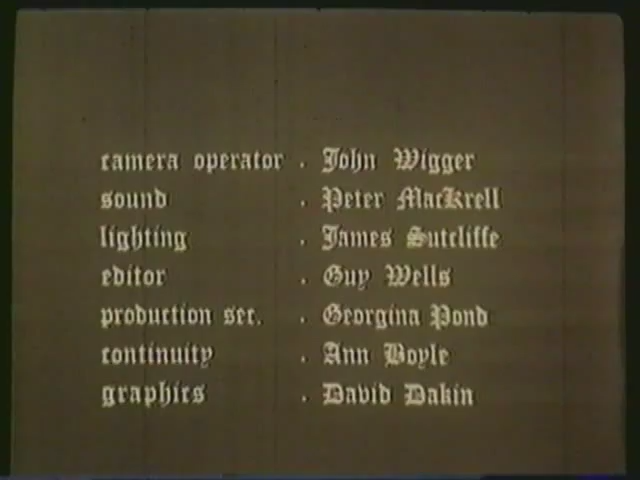 camera operator . John Wigger
sound . Peter MacKrell
lighting . James Sutcliffe
editor . Guy Wells
production sec. . Georgina Pond
continuity . Ann Boyle
graphics . David Dakin